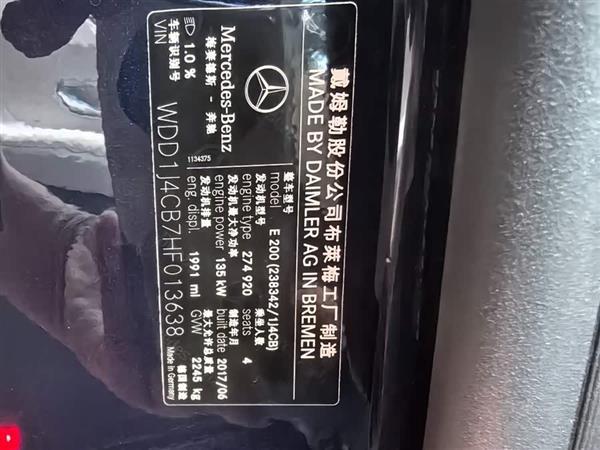 戴姆勒股份公司布莱梅工厂制造
MADE BY DAIMLER AG IN BREMEN
Mercedes-Benz
梅赛德斯 - 奔驰
1.0 %
1134375
整车型号
model E 200 (238342/1J4CB)
发动机型号 乘坐人数
engine type 274 920 seats 4
发动机最大净功率 制造年月
engine power 135 kW built date 2017/06
发动机排量 最大允许总质量
eng. displ. 1991 ml GVW 2245 kg
车辆识别号
VIN WDD1J4CB7HF013638
德国制造
Made in Germany